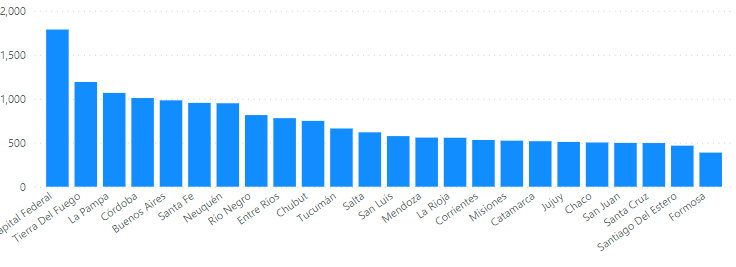 2,000
1,500
1,000
500
0
apital Federal
Tierra Del Fuego
La Pampa
Córdoba
Buenos Aires
Santa Fe
Neuquén
Río Negro
Entre Rios
Chubut
Tucumán
Salta
San Luis
Mendoza
La Rioja
Corrientes
Misiones
Catamarca
Jujuy
Chaco
San Juan
Santa Cruz
Santiago Del Estero
Formosa